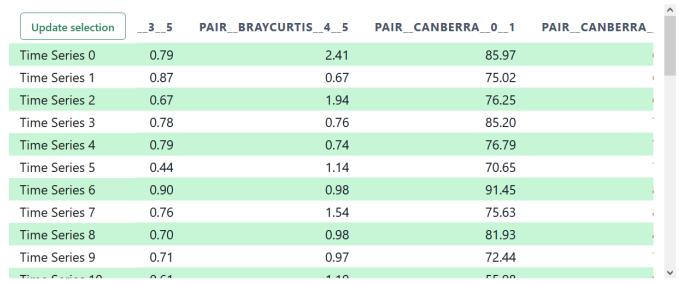 Update selection __3__5 PAIR__BRAYCURTIS__4__5 PAIR__CANBERRA__0__1 PAIR__CANBERRA_
Time Series 0 0.79 2.41 85.97
Time Series 1 0.87 0.67 75.02
Time Series 2 0.67 1.94 76.25
Time Series 3 0.78 0.76 85.20
Time Series 4 0.79 0.74 76.79
Time Series 5 0.44 1.14 70.65
Time Series 6 0.90 0.98 91.45
Time Series 7 0.76 1.54 75.63
Time Series 8 0.70 0.98 81.93
Time Series 9 0.71 0.97 72.44
Time Series 10